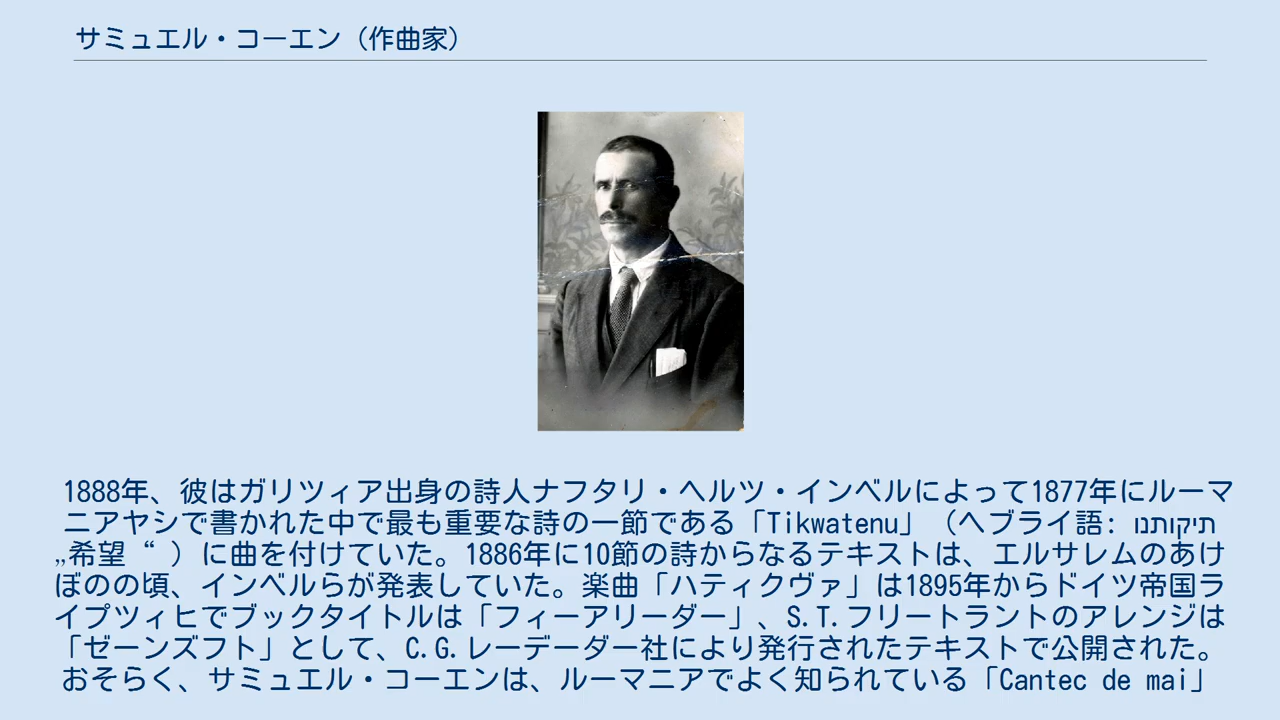 サミュエル・コーエン（作曲家）
1888年、彼はガリツィア出身の詩人ナフタリ・ヘルツ・インベルによって1877年にルーマ
ニアヤシで書かれた中で最も重要な詩の一節である「Tikwatenu」（ヘブライ語: תיקותנו
„希望 “ ）に曲を付けていた。1886年に10節の詩からなるテキストは、エルサレムのあけ
ぼのの頃、インベルらが発表していた。楽曲「ハティクヴァ」は1895年からドイツ帝国ラ
イプツィヒでブックタイトルは「フィーアリーダー」、S.T.フリートラントのアレンジは
「ゼーンズフト」として、C.G.レーデーダー社により発行されたテキストで公開された。
おそらく、サミュエル・コーエンは、ルーマニアでよく知られている「Cantec de mai」